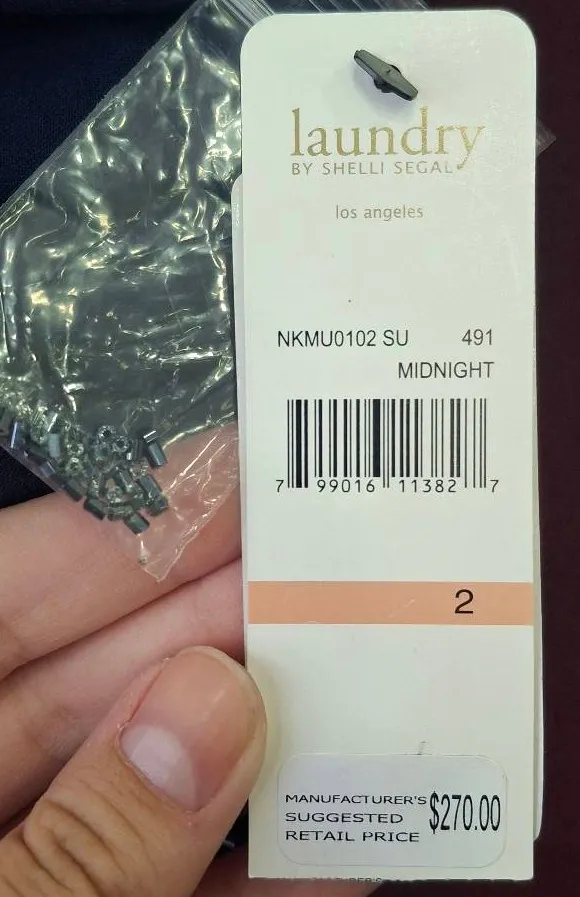 laundry
BY SHELLI SEGAL
los angeles
NKMU0102 SU 491
MIDNIGHT
7 99016 11382 7
2
MANUFACTURER'S
SUGGESTED
RETAIL PRICE
$270.00